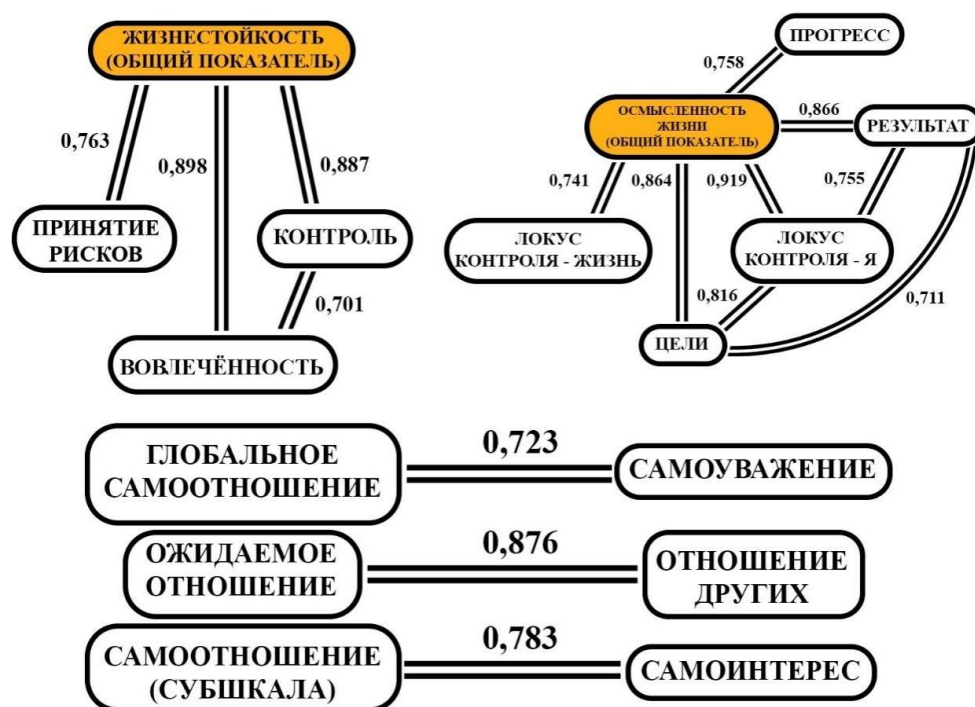 ЖИЗНЕСТОЙКОСТЬ
(ОБЩИЙ ПОКАЗАТЕЛЬ)
0,763
0,898
0,887
ПРИНЯТИЕ
РИСКОВ
КОНТРОЛЬ
0,701
ВОВЛЕЧЁННОСТЬ
ПРОГРЕСС
0,758
ОСМЫСЛЕННОСТЬ
ЖИЗНИ
(ОБЩИЙ ПОКАЗАТЕЛЬ)
0,866
РЕЗУЛЬТАТ
0,741
0,864
0,919
0,755
ЛОКУС
КОНТРОЛЯ - ЖИЗНЬ
ЛОКУС
КОНТРОЛЯ - Я
0,816
0,711
ЦЕЛИ
ГЛОБАЛЬНОЕ
САМООТНОШЕНИЕ
0,723
САМОУВАЖЕНИЕ
ОЖИДАЕМОЕ
ОТНОШЕНИЕ
0,876
ОТНОШЕНИЕ
ДРУГИХ
САМООТНОШЕНИЕ
(СУБШКАЛА)
0,783
САМОИНТЕРЕС